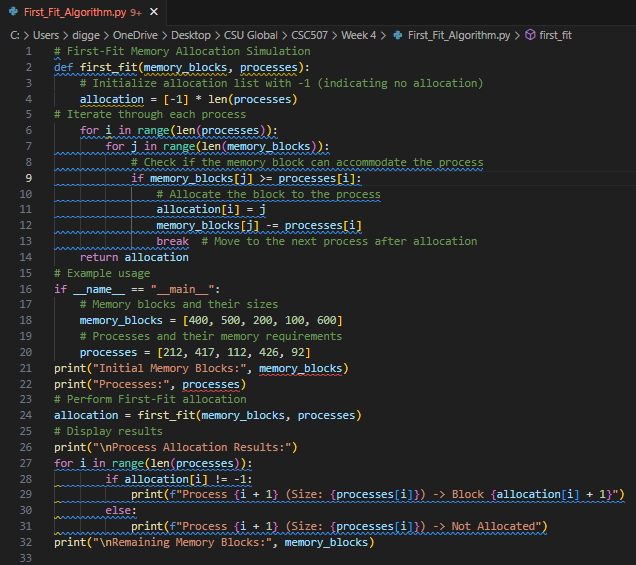 First_Fit_Algorithm.py 9+ ✕
C: > Users > digge > OneDrive > Desktop > CSU Global > CSC507 > Week 4 > First_Fit_Algorithm.py > first_fit
1 # First-Fit Memory Allocation Simulation
2 def first_fit(memory_blocks, processes):
3     # Initialize allocation list with -1 (indicating no allocation)
4     allocation = [-1] * len(processes)
5 # Iterate through each process
6     for i in range(len(processes)):
7         for j in range(len(memory_blocks)):
8             # Check if the memory block can accommodate the process
9             if memory_blocks[j] >= processes[i]:
10                 # Allocate the block to the process
11                 allocation[i] = j
12                 memory_blocks[j] -= processes[i]
13                 break  # Move to the next process after allocation
14     return allocation
15 # Example usage
16 if __name__ == "__main__":
17     # Memory blocks and their sizes
18     memory_blocks = [400, 500, 200, 100, 600]
19     # Processes and their memory requirements
20     processes = [212, 417, 112, 426, 92]
21 print("Initial Memory Blocks:", memory_blocks)
22 print("Processes:", processes)
23 # Perform First-Fit allocation
24 allocation = first_fit(memory_blocks, processes)
25 # Display results
26 print("\nProcess Allocation Results:")
27 for i in range(len(processes)):
28         if allocation[i] != -1:
29             print(f"Process {i + 1} (Size: {processes[i]}) -> Block {allocation[i] + 1}")
30         else:
31             print(f"Process {i + 1} (Size: {processes[i]}) -> Not Allocated")
32 print("\nRemaining Memory Blocks:", memory_blocks)
33